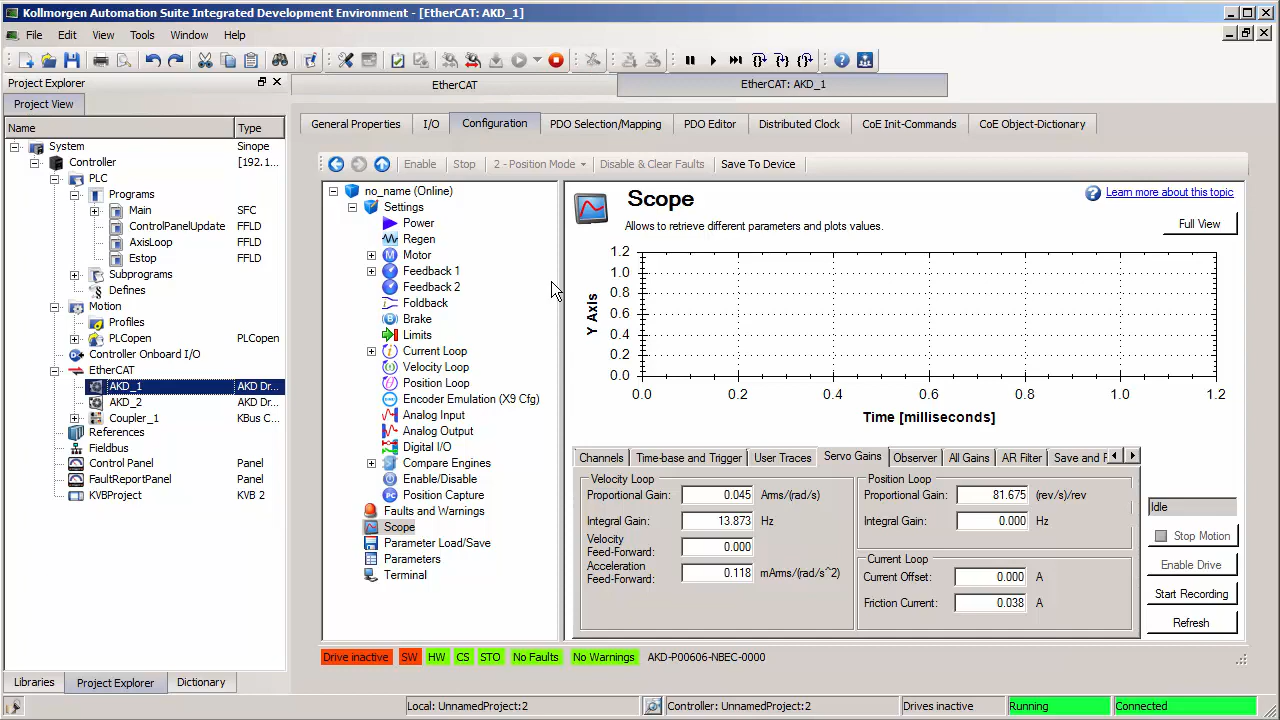 Kollmorgen Automation Suite Integrated Development Environment - [EtherCAT: AKD_1]
File Edit View Tools Window Help
Project Explorer
EtherCAT
EtherCAT: AKD_1
Project View
Name Type
System Sinope
Controller [192.1...
PLC
Programs
Main SFC
ControlPanelUpdate FFLD
AxisLoop FFLD
Estop FFLD
Subprograms
Defines
Motion
Profiles
PLCopen PLCopen
Controller Onboard I/O
EtherCAT
AKD_1 AKD Dr...
AKD_2 AKD Dr...
Coupler_1 KBus C...
References
Fieldbus
Control Panel Panel
FaultReportPanel Panel
KVBProject KVB 2
Libraries Project Explorer Dictionary
General Properties I/O Configuration PDO Selection/Mapping PDO Editor Distributed Clock CoE Init-Commands CoE Object-Dictionary
Enable Stop 2 - Position Mode Disable & Clear Faults Save To Device
no_name (Online)
Settings
Power
Regen
Motor
Feedback 1
Feedback 2
Foldback
Brake
Limits
Current Loop
Velocity Loop
Position Loop
Encoder Emulation (X9 Cfg)
Analog Input
Analog Output
Digital I/O
Compare Engines
Enable/Disable
Position Capture
Faults and Warnings
Scope
Parameter Load/Save
Parameters
Terminal
Scope
Learn more about this topic
Allows to retrieve different parameters and plots values.
Full View
Y Axis
1.2
1.0
0.8
0.6
0.4
0.2
0.0
0.0 0.2 0.4 0.6 0.8 1.0 1.2
Time [milliseconds]
Channels Time-base and Trigger User Traces Servo Gains Observer All Gains AR Filter Save and P
Velocity Loop
Proportional Gain: 0.045 Arms/(rad/s)
Integral Gain: 13.873 Hz
Velocity
Feed-Forward: 0.000
Acceleration
Feed-Forward: 0.118 mArms/(rad/s^2)
Position Loop
Proportional Gain: 81.675 (rev/s)/rev
Integral Gain: 0.000 Hz
Current Loop
Current Offset: 0.000 A
Friction Current: 0.038 A
Idle
Stop Motion
Enable Drive
Start Recording
Refresh
Drive inactive SW HW CS STO No Faults No Warnings AKD-P00606-NBEC-0000
Local: UnnamedProject:2 Controller: UnnamedProject:2 Drives inactive Running Connected